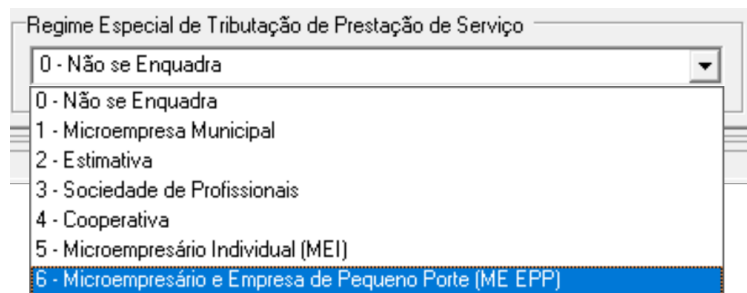 Regime Especial de Tributação de Prestação de Serviço
0 - Não se Enquadra
0 - Não se Enquadra
1 - Microempresa Municipal
2 - Estimativa
3 - Sociedade de Profissionais
4 - Cooperativa
5 - Microempresário Individual (MEI)
6 - Microempresário e Empresa de Pequeno Porte (ME EPP)